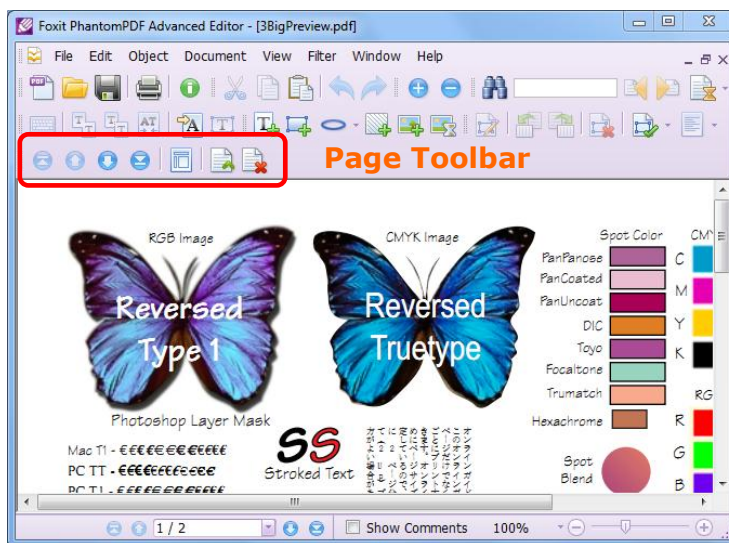 Foxit PhantomPDF Advanced Editor - [3BigPreview.pdf]
File Edit Object Document View Filter Window Help
Page Toolbar
RGB Image
CMYK Image
Spot Color
PanPanose
PanCoated
PanUncoat
DIC
Toyo
Focaltone
Trumatch
Hexachrome
C
M
Y
K
RG
R
G
B
Reversed
Type 1
Reversed
Truetype
Photoshop Layer Mask
Mac T1 - €€€€€€€€€€€€
PC TT - €€€€€€€€€€€
SS
Stroked Text
Spot
Blend
1 / 2
Show Comments
100%